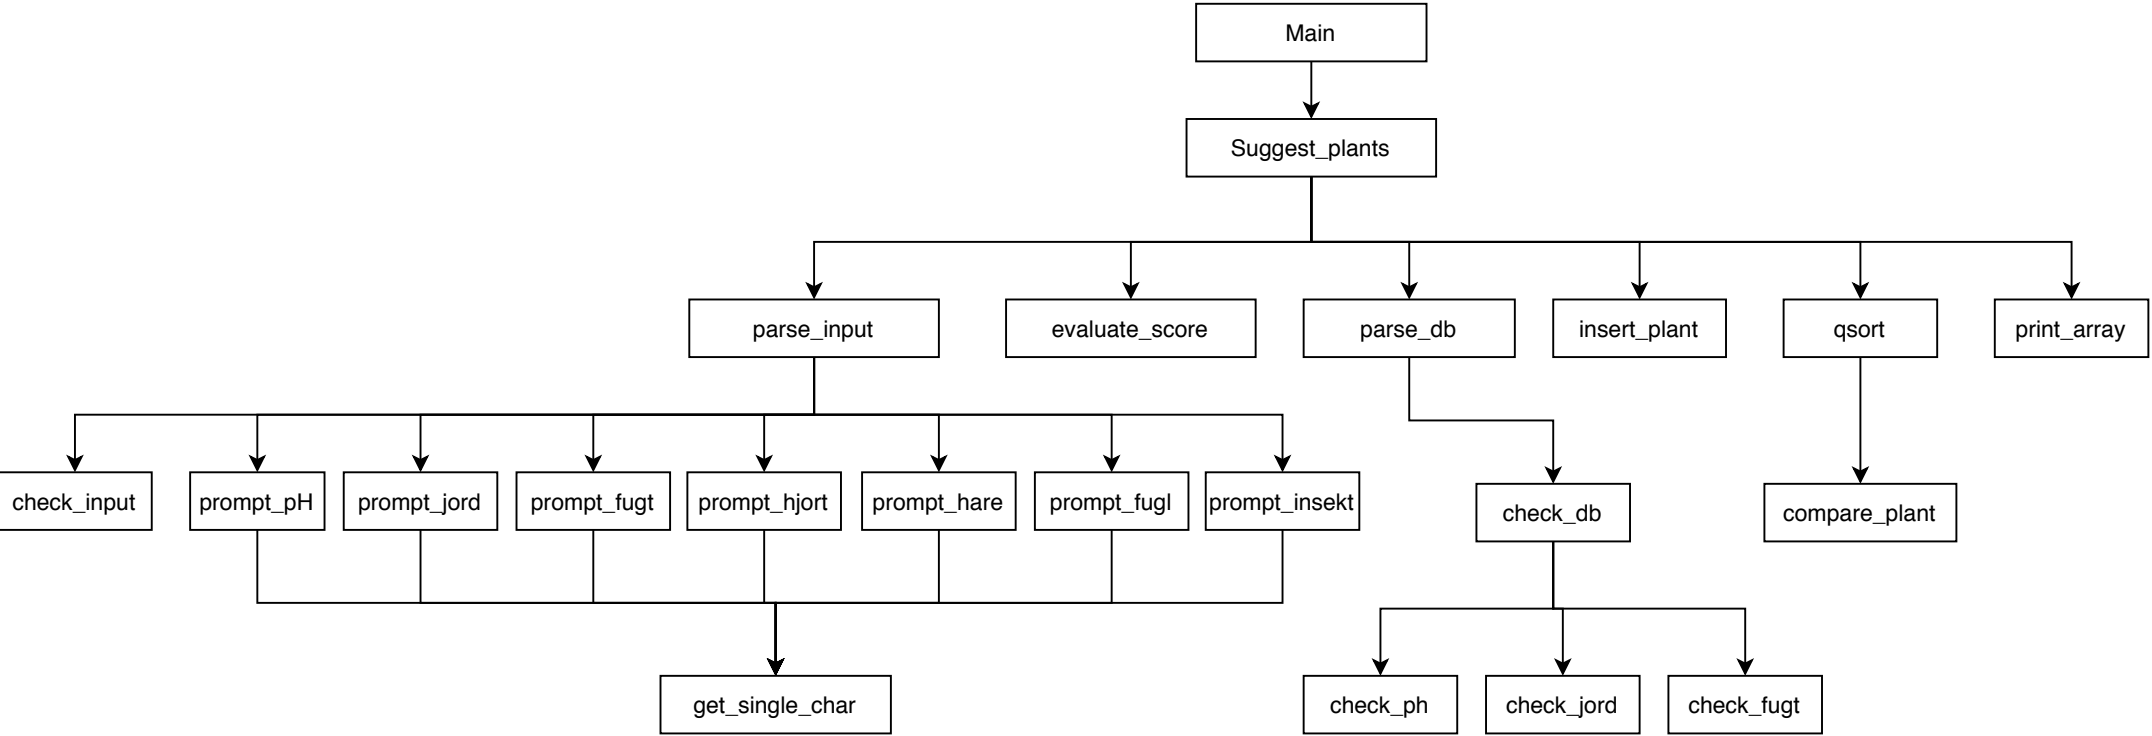 Main
Suggest_plants
parse_input
evaluate_score
parse_db
insert_plant
qsort
print_array
check_input
prompt_pH
prompt_jord
prompt_fugt
prompt_hjort
prompt_hare
prompt_fugl
prompt_insekt
check_db
compare_plant
get_single_char
check_ph
check_jord
check_fugt